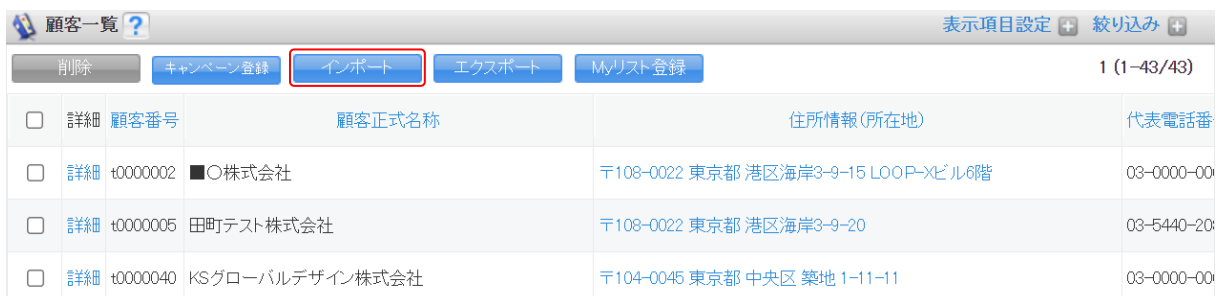 顧客一覧 ? 表示項目設定 絞り込み
削除 キャンペーン登録 インポート エクスポート Myリスト登録 1 (1-43/43)
詳細 顧客番号 顧客正式名称 住所情報(所在地) 代表電話番
詳細 t0000002 ■○株式会社 〒108-0022 東京都 港区海岸3-9-15 LOOP-Xビル6階 03-0000-00
詳細 t0000005 田町テスト株式会社 〒108-0022 東京都 港区海岸3-9-20 03-5440-20
詳細 t0000040 KSグローバルデザイン株式会社 〒104-0045 東京都 中央区 築地 1-11-11 03-0000-00